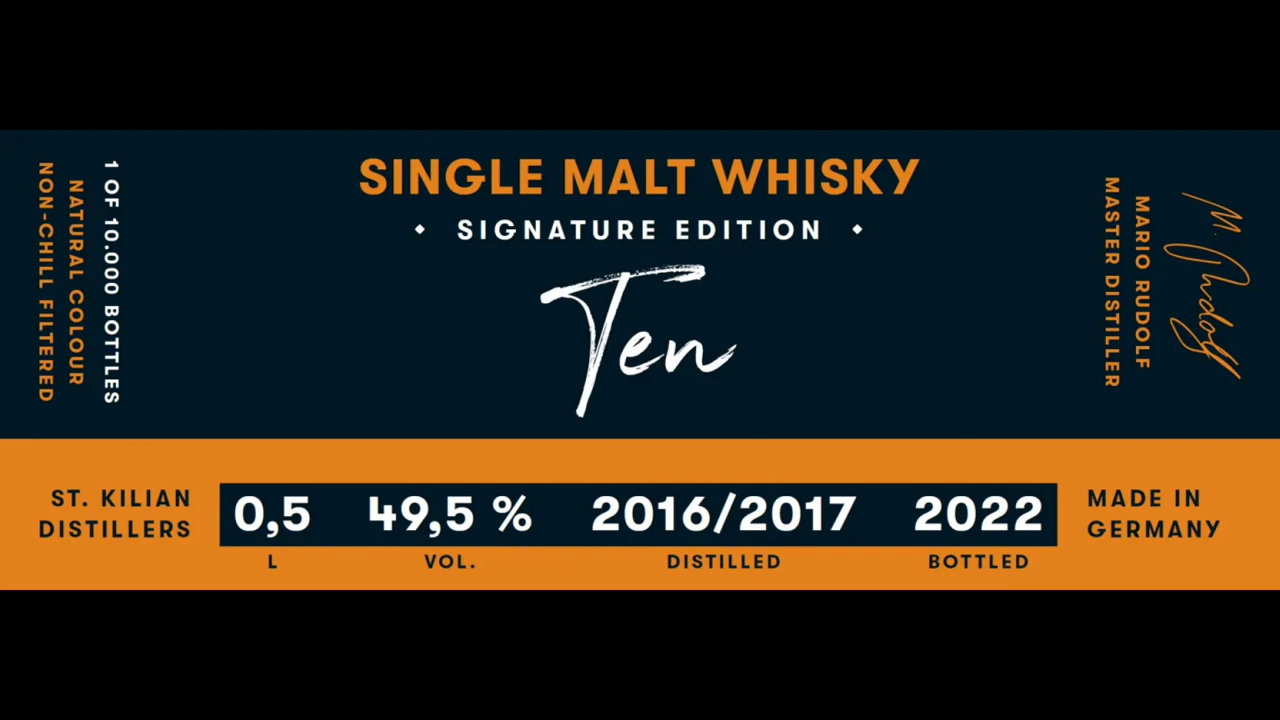 1 OF 10.000 BOTTLES
NATURAL COLOUR
NON-CHILL FILTERED
SINGLE MALT WHISKY
• SIGNATURE EDITION •
Ten
M. Rudolf
MARIO RUDOLF
MASTER DISTILLER
ST. KILIAN
DISTILLERS
0,5 49,5 % 2016/2017 2022
L VOL. DISTILLED BOTTLED
MADE IN
GERMANY